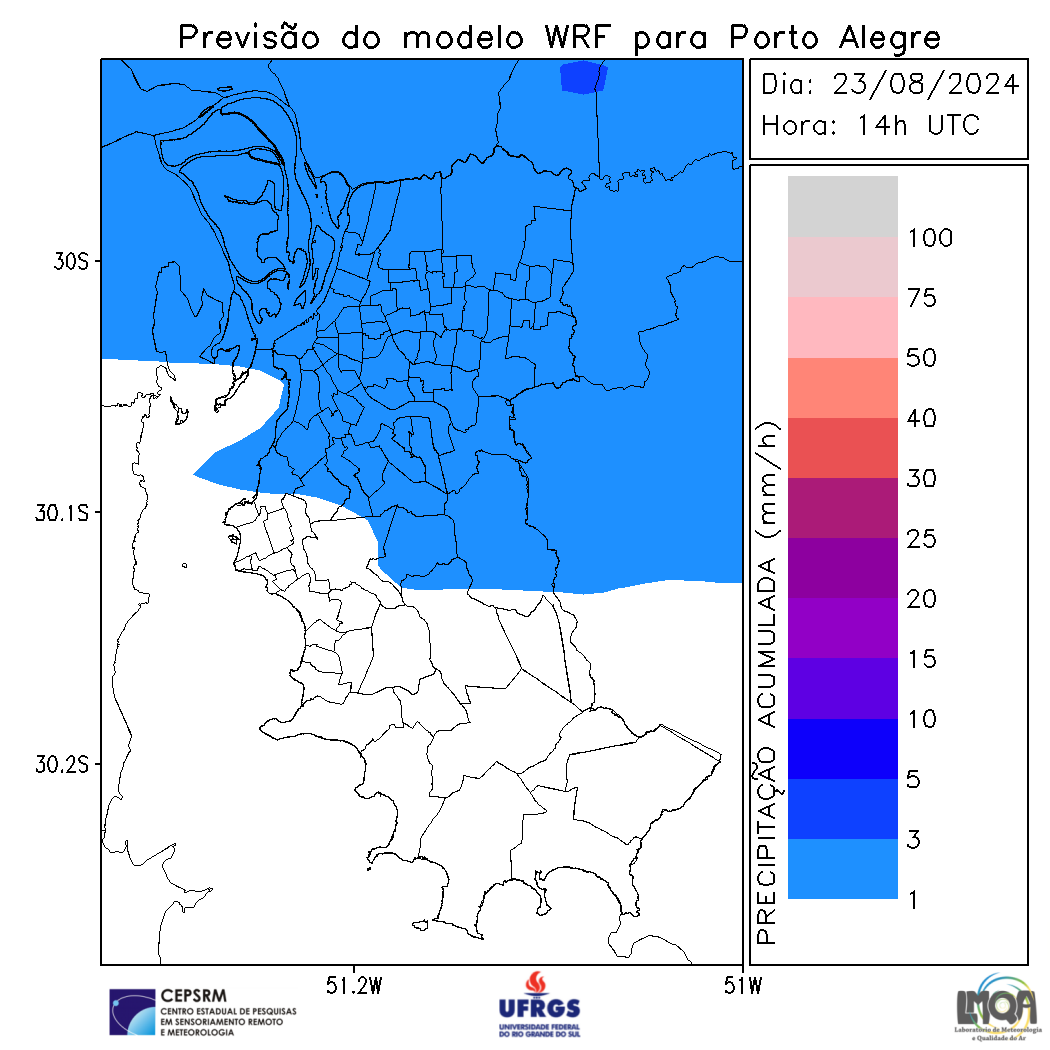 Previsão do modelo WRF para Porto Alegre
Dia: 23/08/2024
Hora: 14h UTC
30S
30.1S
30.2S
51.2W
51W
PRECIPITAÇÃO ACUMULADA (mm/h)
100
75
50
40
30
25
20
15
10
5
3
1
CEPSRM
CENTRO ESTADUAL DE PESQUISAS
EM SENSORIAMENTO REMOTO
E METEOROLOGIA
UFRGS
UNIVERSIDADE FEDERAL
DO RIO GRANDE DO SUL
LMQA
Laboratório de Meteorologia
e Qualidade do Ar